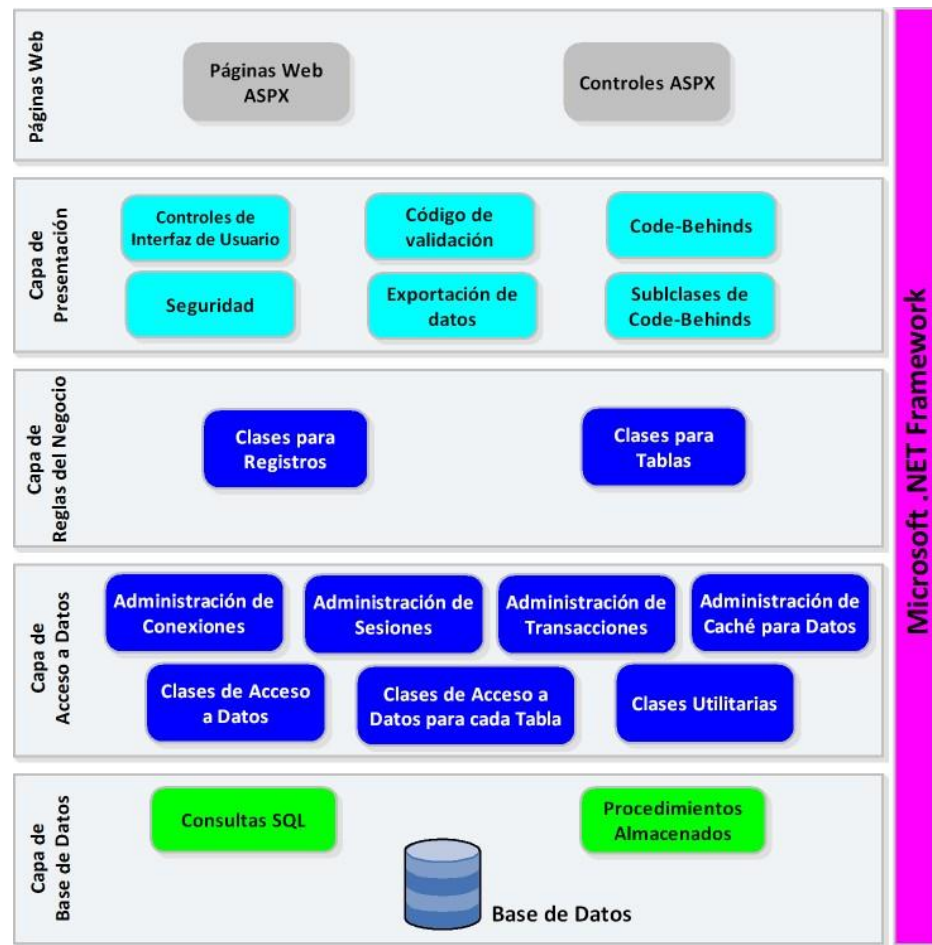 Páginas Web
Páginas Web
ASPX
Controles ASPX
Capa de
Presentación
Controles de
Interfaz de Usuario
Código de
validación
Code-Behinds
Seguridad
Exportación de
datos
Sublclases de
Code-Behinds
Capa de
Reglas del Negocio
Clases para
Registros
Clases para
Tablas
Capa de
Acceso a Datos
Administración de
Conexiones
Administración de
Sesiones
Administración de
Transacciones
Administración de
Caché para Datos
Clases de Acceso
a Datos
Clases de Acceso a
Datos para cada Tabla
Clases Utilitarias
Capa de
Base de Datos
Consultas SQL
Procedimientos
Almacenados
Base de Datos
Microsoft .NET Framework